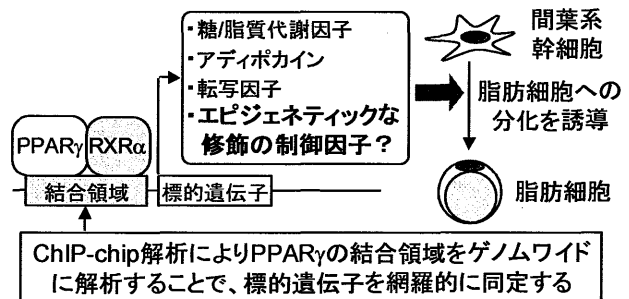 ・糖/脂質代謝因子
・アディポカイン
・転写因子
・エピジェネティックな
修飾の制御因子？
間葉系
幹細胞
脂肪細胞への
分化を誘導
脂肪細胞
PPARγ
RXRα
結合領域
標的遺伝子
ChIP-chip解析によりPPARγの結合領域をゲノムワイド
に解析することで、標的遺伝子を網羅的に同定する